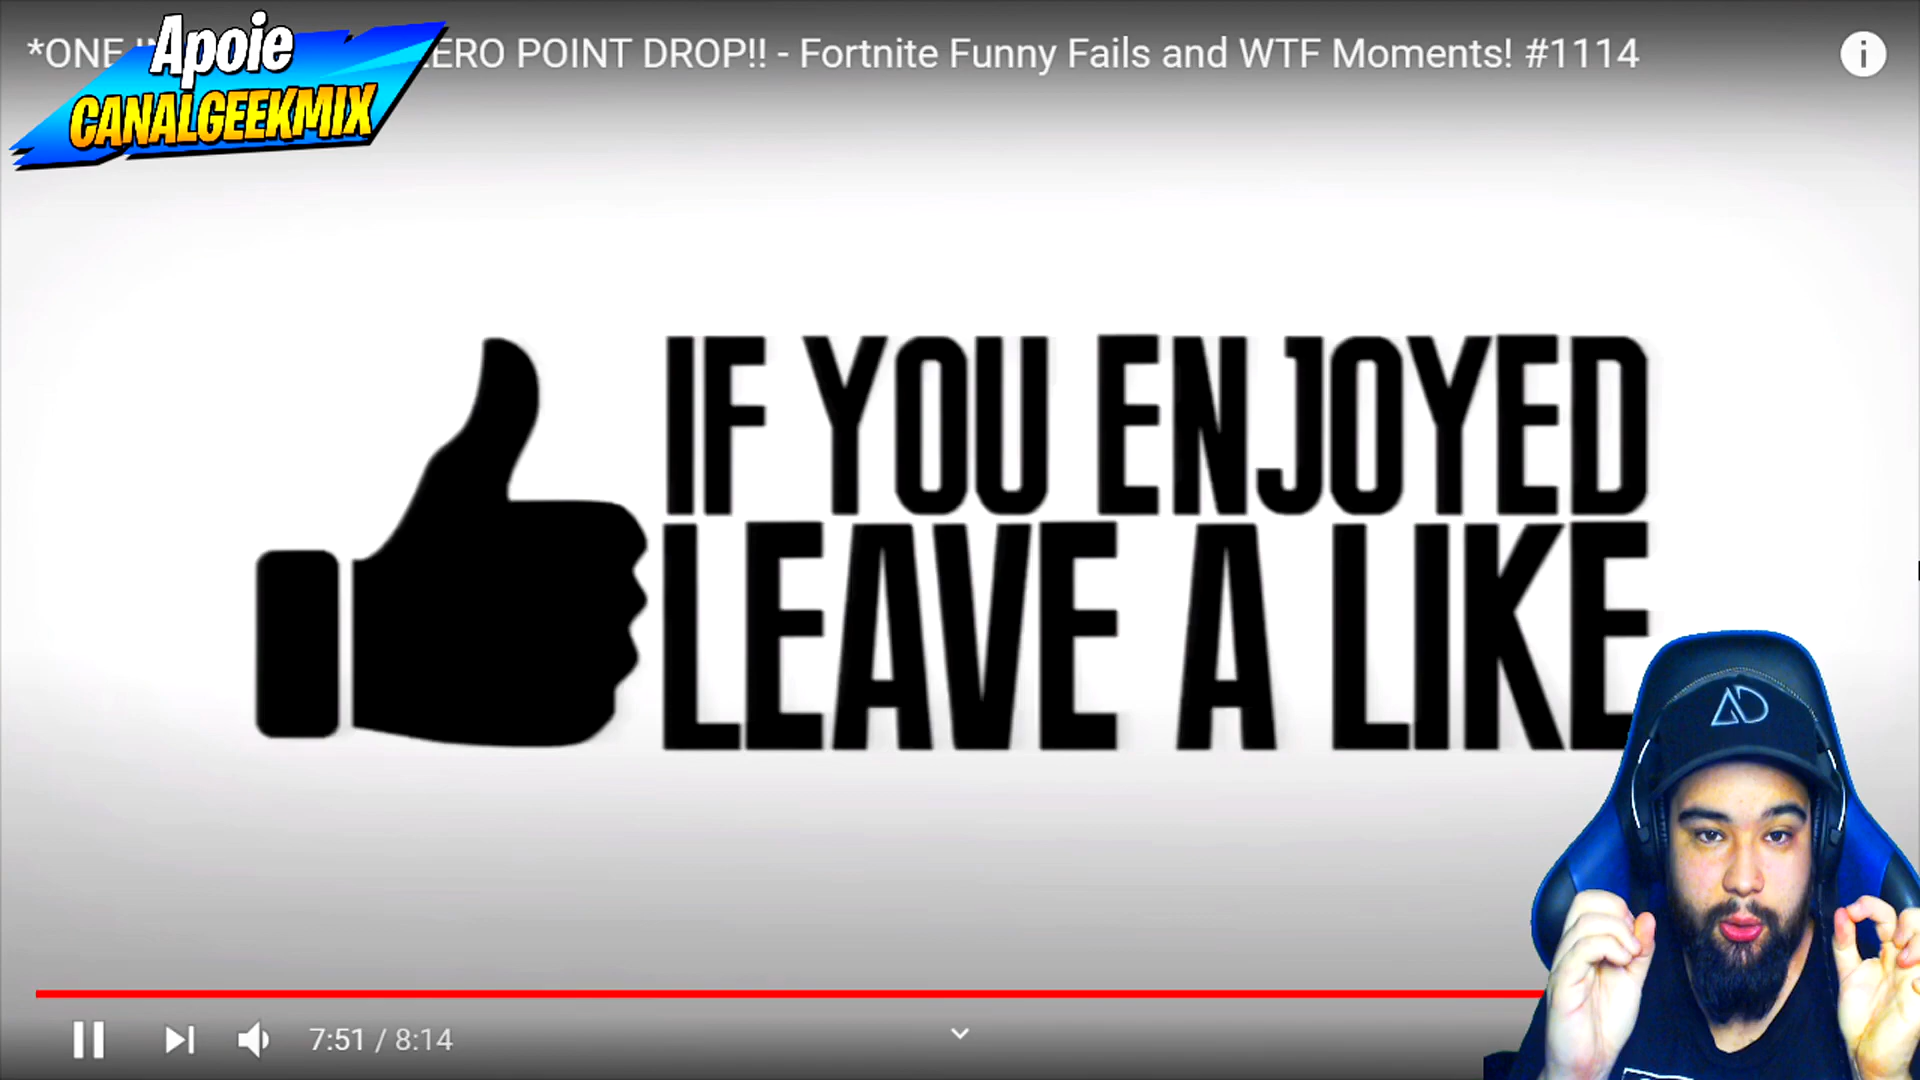 *ONE
ERO POINT DROP!! - Fortnite Funny Fails and WTF Moments! #1114
Apoie
CANALGEEKMIX
IF YOU ENJOYED
LEAVE A LIKE
AD
7:51 / 8:14